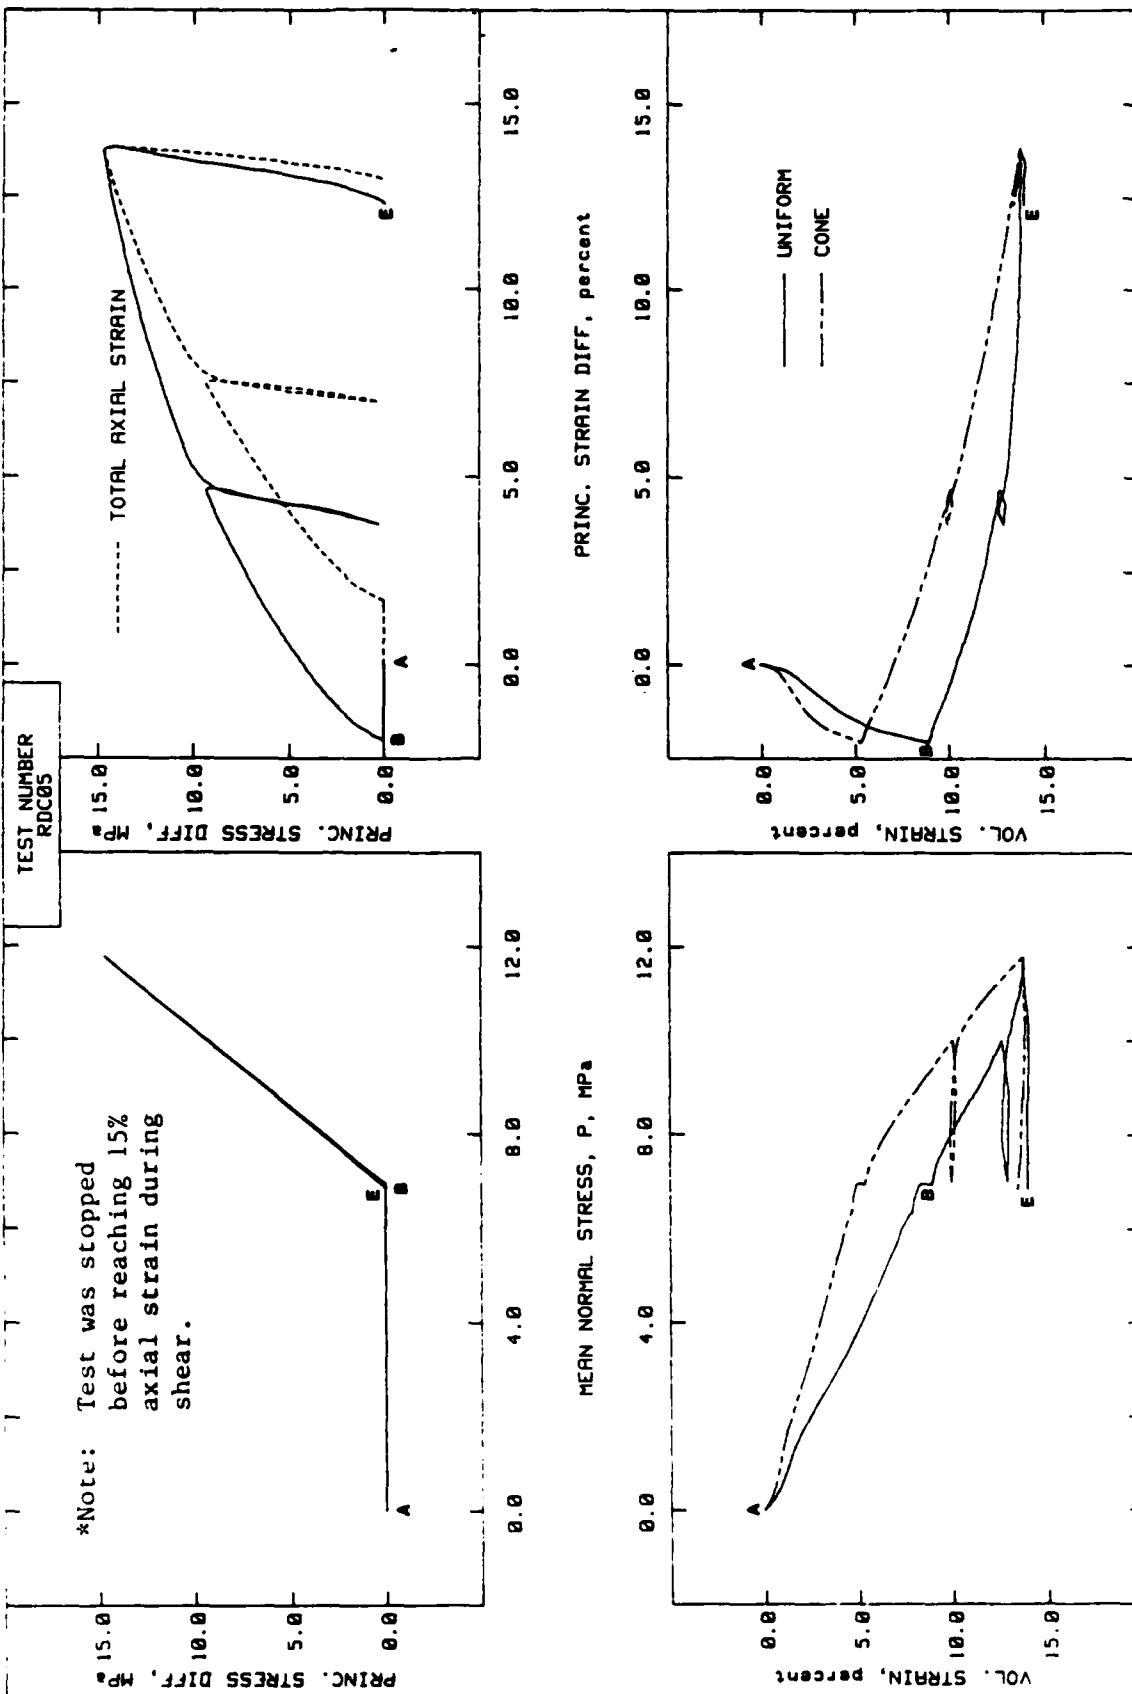 TEST NUMBER
RDC05
*Note: Test was stopped
before reaching 15%
axial strain during
shear.
PRINC. STRESS DIFF, MPa
15.0
10.0
5.0
0.0
A
B
E
0.0
4.0
8.0
12.0
MEAN NORMAL STRESS, P, MPa
PRINC. STRESS DIFF, MPa
15.0
10.0
5.0
0.0
TOTAL AXIAL STRAIN
B
A
E
0.0
5.0
10.0
15.0
PRINC. STRAIN DIFF, percent
VOL. STRAIN, percent
0.0
5.0
10.0
15.0
0.0
4.0
8.0
12.0
A
B
E
VOL. STRAIN, percent
0.0
5.0
10.0
15.0
0.0
5.0
10.0
15.0
A
B
E
UNIFORM
CONE